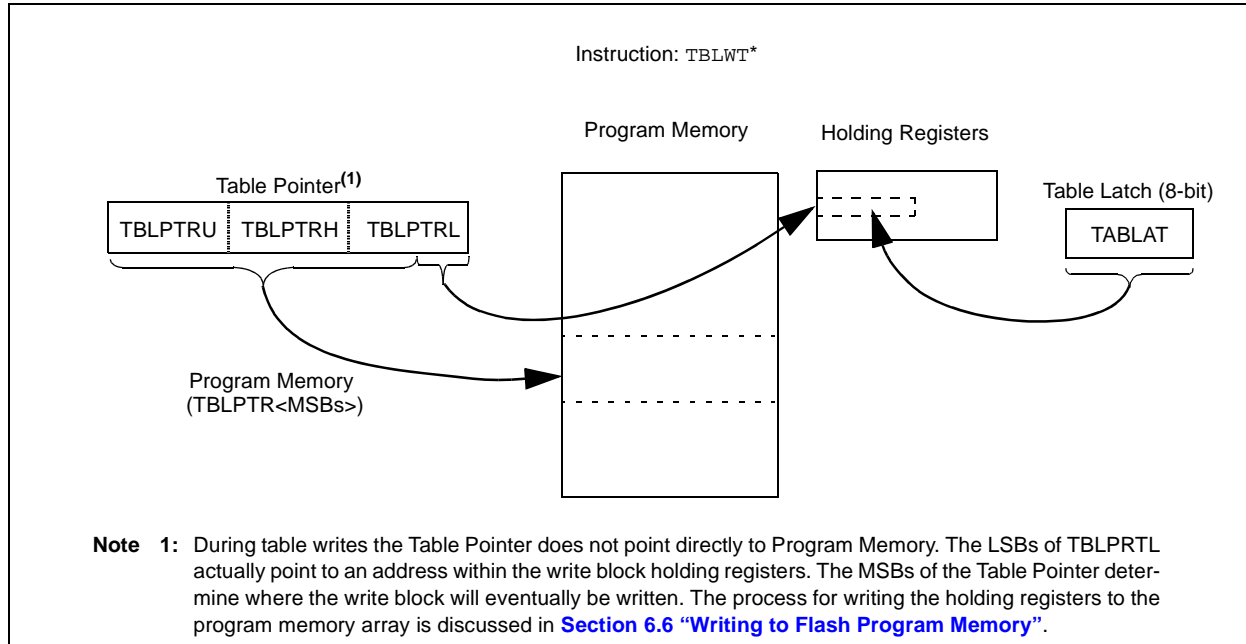 Instruction: TBLWT*
Program Memory
Holding Registers
Table Pointer(1)
Table Latch (8-bit)
TBLPTRU TBLPTRH TBLPTRL
TABLAT
Program Memory
(TBLPTR<MSBs>)
Note 1: During table writes the Table Pointer does not point directly to Program Memory. The LSBs of TBLPRTL
actually point to an address within the write block holding registers. The MSBs of the Table Pointer deter-
mine where the write block will eventually be written. The process for writing the holding registers to the
program memory array is discussed in Section 6.6 “Writing to Flash Program Memory”.